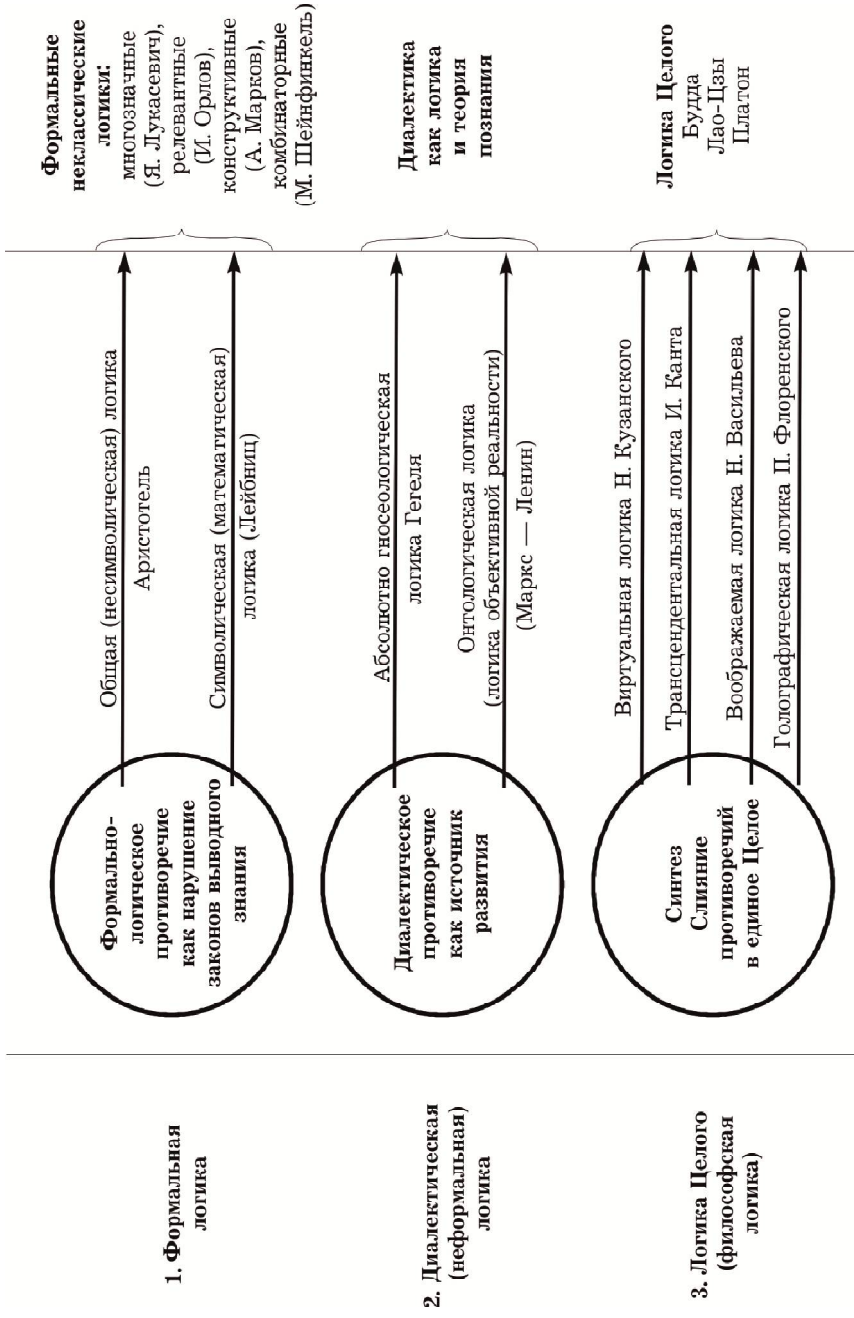 1. Формальная
логика
Формально-
логическое
противоречие
как нарушение
законов выводного
знания
Общая (несимволическая) логика
Аристотель
Символическая (математическая)
логика (Лейбниц)
Формальные
неклассические
логики:
многозначные
(Я. Лукасевич),
релевантные
(И. Орлов),
конструктивные
(А. Марков),
комбинаторные
(М. Шейнфинкель)
2. Диалектическая
(неформальная)
логика
Диалектическое
противоречие
как источник
развития
Абсолютно гносеологическая
логика Гегеля
Онтологическая логика
(логика объективной реальности)
(Маркс — Ленин)
Диалектика
как логика
и теория
познания
3. Логика Целого
(философская
логика)
Синтез
Слияние
противоречий
в единое Целое
Виртуальная логика Н. Кузанского
Трансцендентальная логика И. Канта
Воображаемая логика Н. Васильева
Голографическая логика П. Флоренского
Логика Целого
Будда
Лао-Цзы
Платон